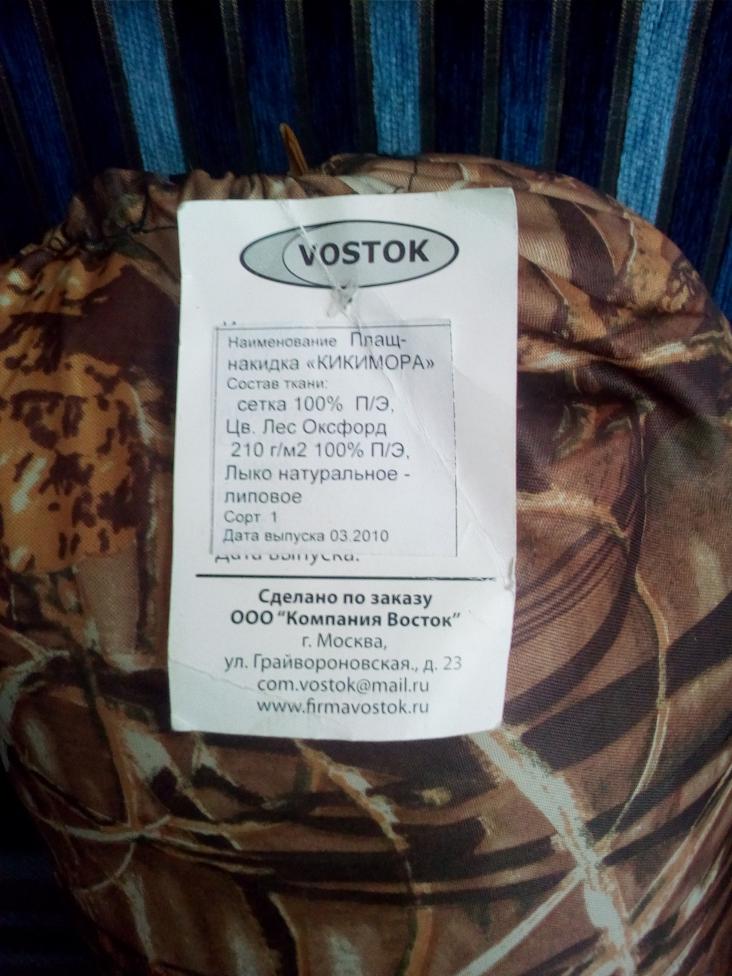 VOSTOK
Наименование Плащ-
накидка «КИКИМОРА»
Состав ткани:
сетка 100% П/Э,
Цв. Лес Оксфорд
210 г/м2 100% П/Э,
Лыко натуральное -
липовое
Сорт 1
Дата выпуска 03.2010
Дата выпуска:
Сделано по заказу
ООО "Компания Восток"
г. Москва,
ул. Грайвороновская., д. 23
com.vostok@mail.ru
www.firmavostok.ru